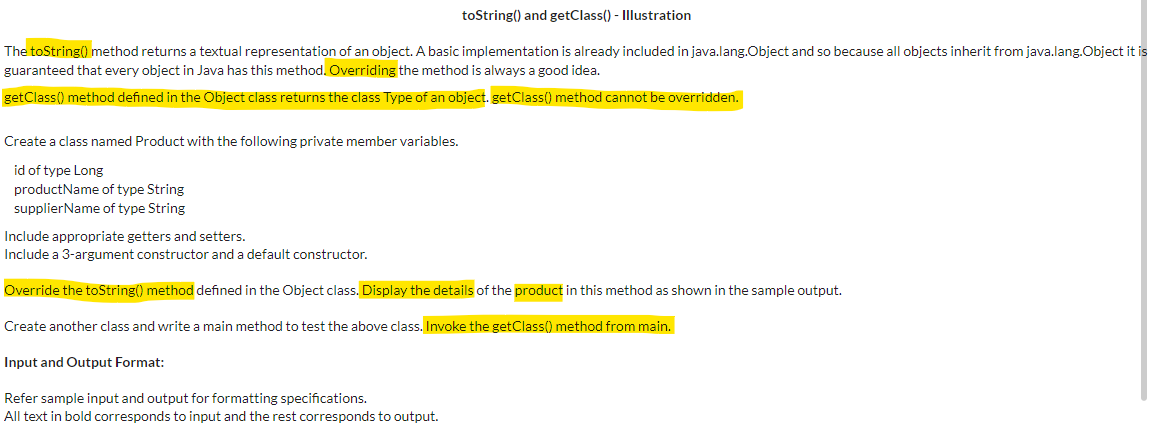 toString() and getClass() - Illustration
The toString() method returns a textual representation of an object. A basic implementation is already included in java.lang.Object and so because all objects inherit from java.lang.Object it is
guaranteed that every object in Java has this method. Overriding the method is always a good idea.
getClass() method defined in the Object class returns the class Type of an object. getClass() method cannot be overridden.
Create a class named Product with the following private member variables.
id of type Long
productName of type String
supplierName of type String
Include appropriate getters and setters.
Include a 3-argument constructor and a default constructor.
Override the toString() method defined in the Object class. Display the details of the product in this method as shown in the sample output.
Create another class and write a main method to test the above class. Invoke the getClass() method from main.
Input and Output Format:
Refer sample input and output for formatting specifications.
All text in bold corresponds to input and the rest corresponds to output.